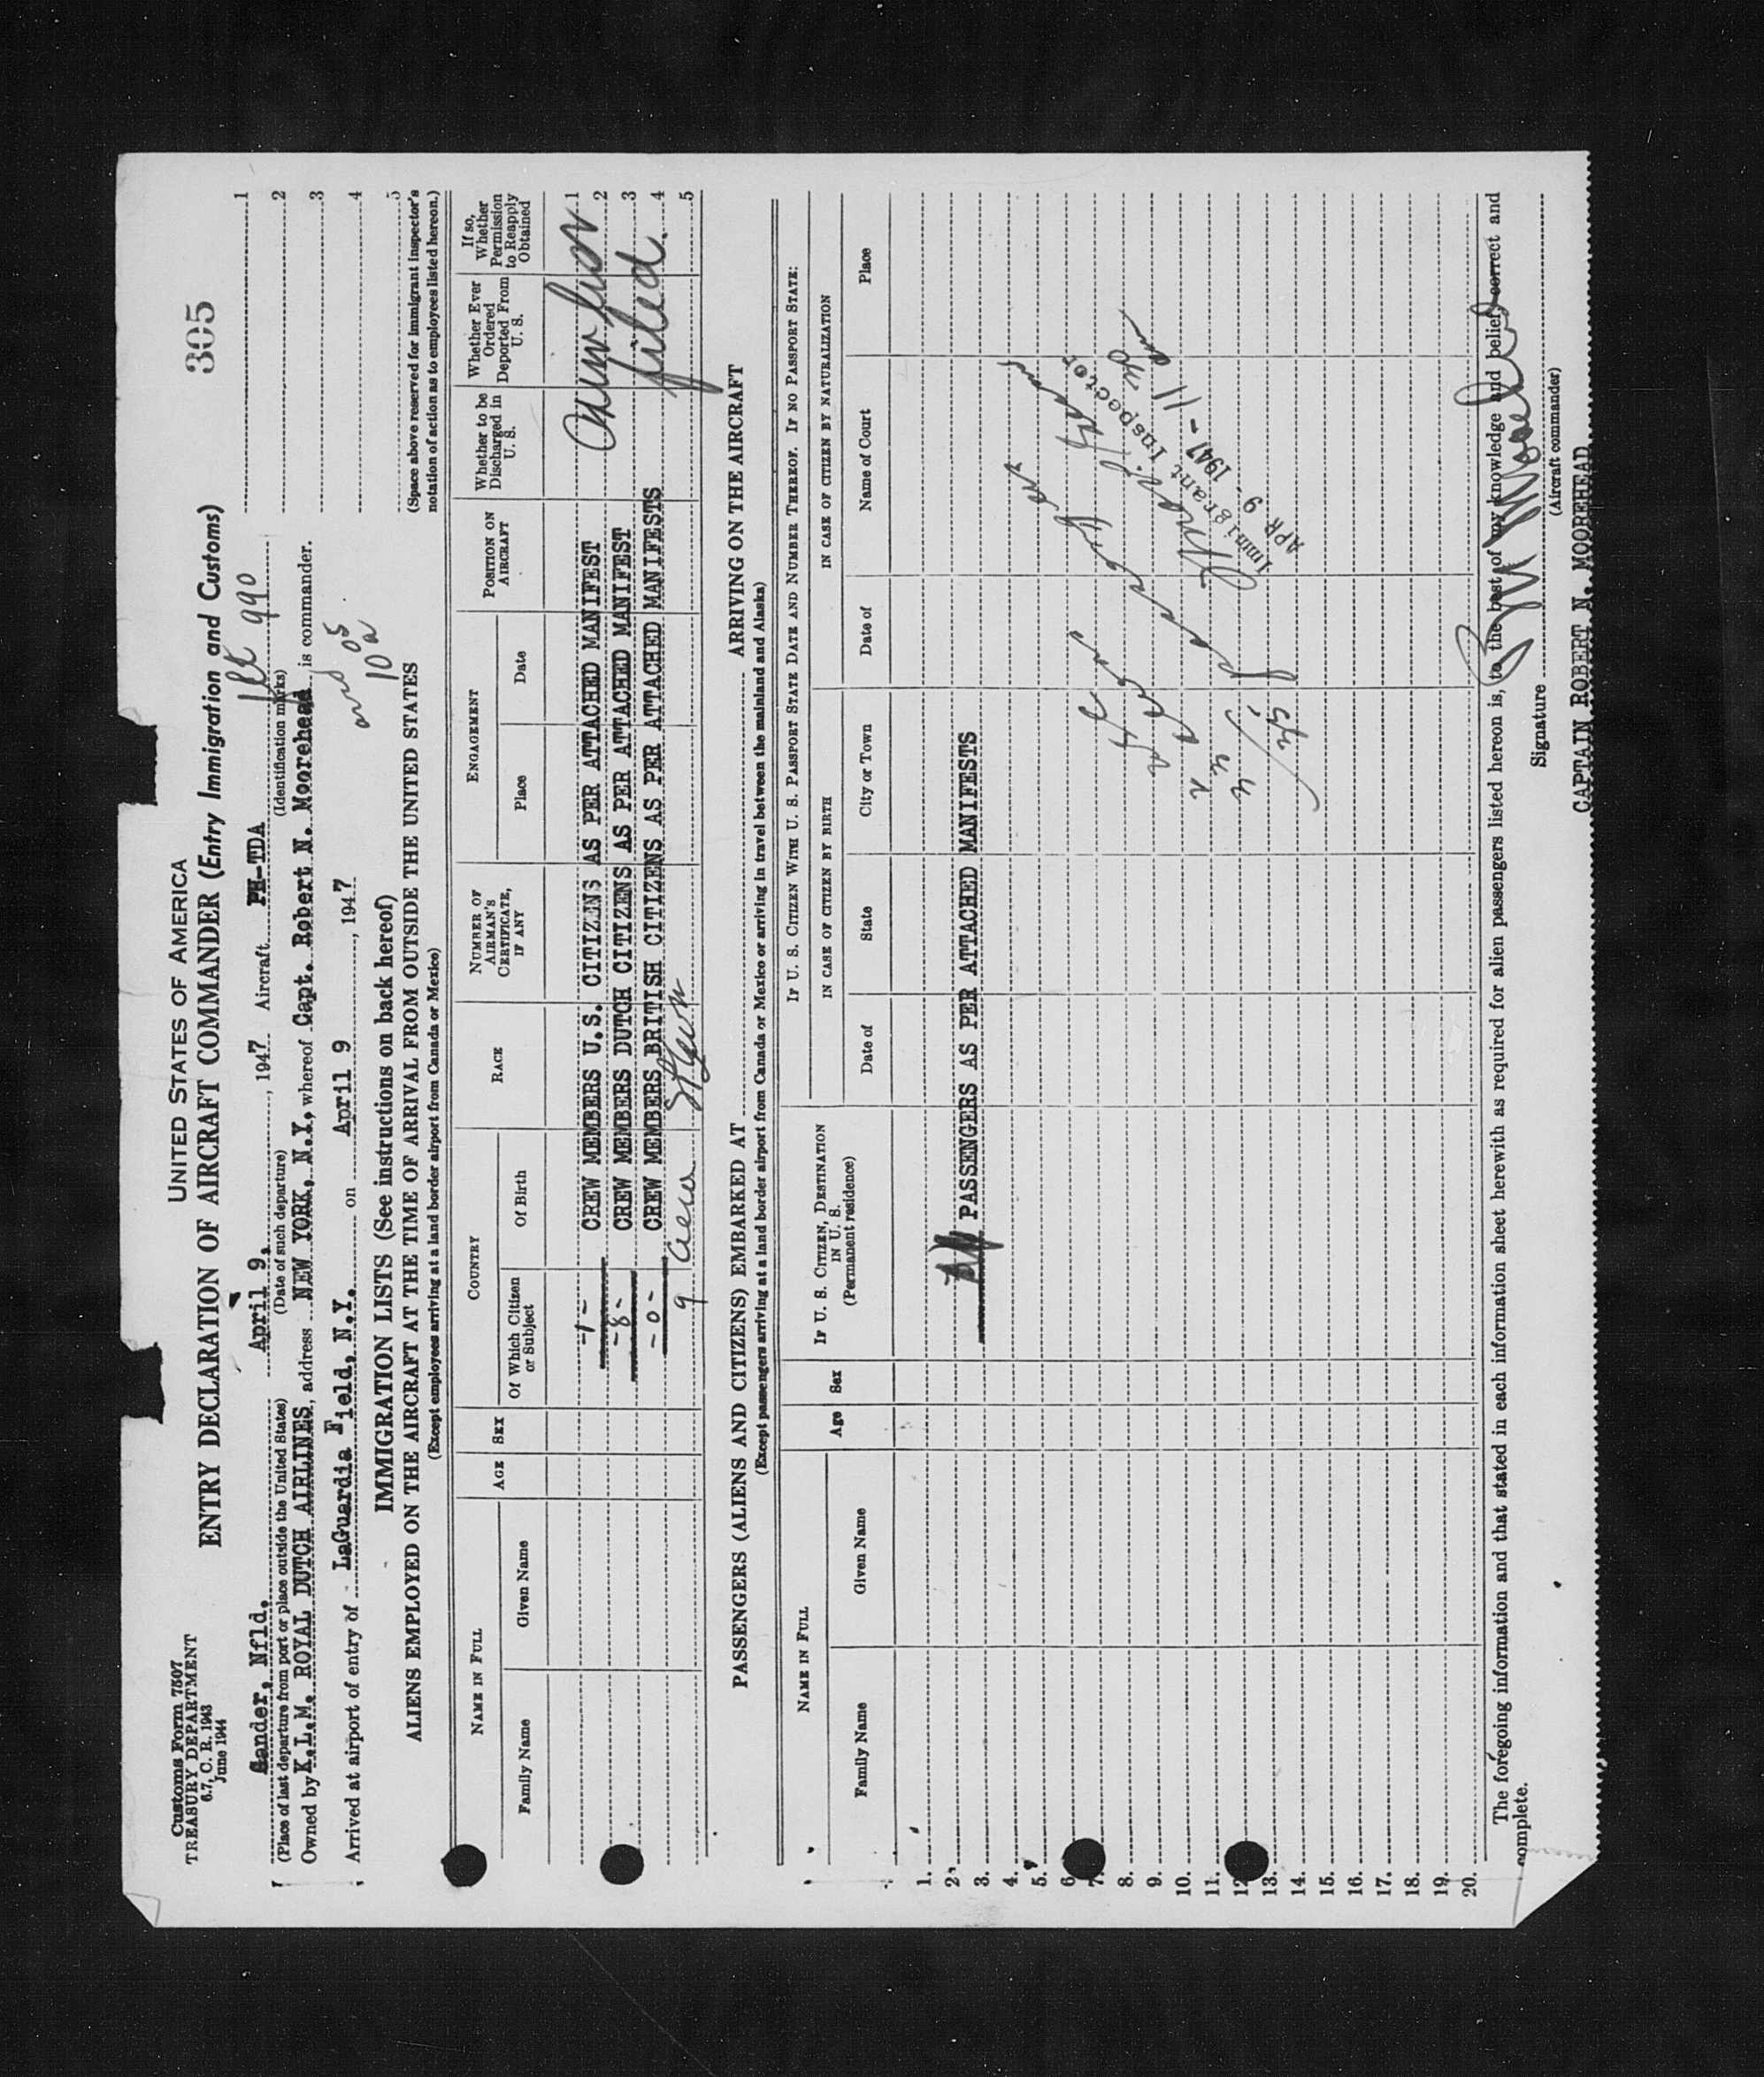 Customs Form 7507
TREASURY DEPARTMENT
6.7, C. R. 1943
June 1944
UNITED STATES OF AMERICA
305
ENTRY DECLARATION OF AIRCRAFT COMMANDER (Entry Immigration and Customs)
Gander, Nfld. April 9, , 1947 Aircraft PH-TDA
990
(Place of last departure from port or place outside the United States) (Date of such departure) (Identification marks)
Owned by K.L.M. ROYAL DUTCH AIRLINES, address NEW YORK, N.Y., whereof Capt. Robert N. Moorehead is commander.
Arrived at airport of entry of LaGuardia Field, N.Y. on April 9 , 1947
10 05 a
1
2
3
4
5
(Space above reserved for immigrant inspector's
notation of action as to employees listed hereon.)
IMMIGRATION LISTS (See instructions on back hereof)
ALIENS EMPLOYED ON THE AIRCRAFT AT THE TIME OF ARRIVAL FROM OUTSIDE THE UNITED STATES
(Except employees arriving at a land border airport from Canada or Mexico)
NAME IN FULL
Family Name
Given Name
AGE
SEX
COUNTRY
Of Which Citizen or Subject
Of Birth
RACE
NUMBER OF AIRMAN'S CERTIFICATE, IF ANY
ENGAGEMENT
Place
Date
POSITION ON AIRCRAFT
Whether to be Discharged in U. S.
Whether Ever Ordered Deported From U. S.
If so, Whether Permission to Reapply Obtained
-1- CREW MEMBERS U.S. CITIZENS AS PER ATTACHED MANIFEST 1
-8- CREW MEMBERS DUTCH CITIZENS AS PER ATTACHED MANIFEST 2
-0- CREW MEMBERS BRITISH CITIZENS AS PER ATTACHED MANIFESTS 3
9 4
5
filed.
PASSENGERS (ALIENS AND CITIZENS) EMBARKED AT ARRIVING ON THE AIRCRAFT
(Except passengers arriving at a land border airport from Canada or Mexico or arriving in travel between the mainland and Alaska)
NAME IN FULL
Family Name
Given Name
Age
Sex
IF U. S. CITIZEN, DESTINATION IN U. S. (Permanent residence)
IF U. S. CITIZEN WITH U. S. PASSPORT STATE DATE AND NUMBER THEREOF. IF NO PASSPORT STATE:
IN CASE OF CITIZEN BY BIRTH
Date of
State
City or Town
IN CASE OF CITIZEN BY NATURALIZATION
Date of
Name of Court
Place
1.
2.
PASSENGERS AS PER ATTACHED MANIFESTS
3.
4.
5.
6.
7.
8.
9.
10.
11.
12.
13.
14.
15.
16.
17.
18.
19.
20.
Immigrant Inspector
APR 9 - 1947 - 11
The foregoing information and that stated in each information sheet herewith as required for alien passengers listed hereon is, to the best of my knowledge and belief, correct and
complete.
Signature
(Aircraft commander)
CAPTAIN ROBERT N. MOOREHEAD